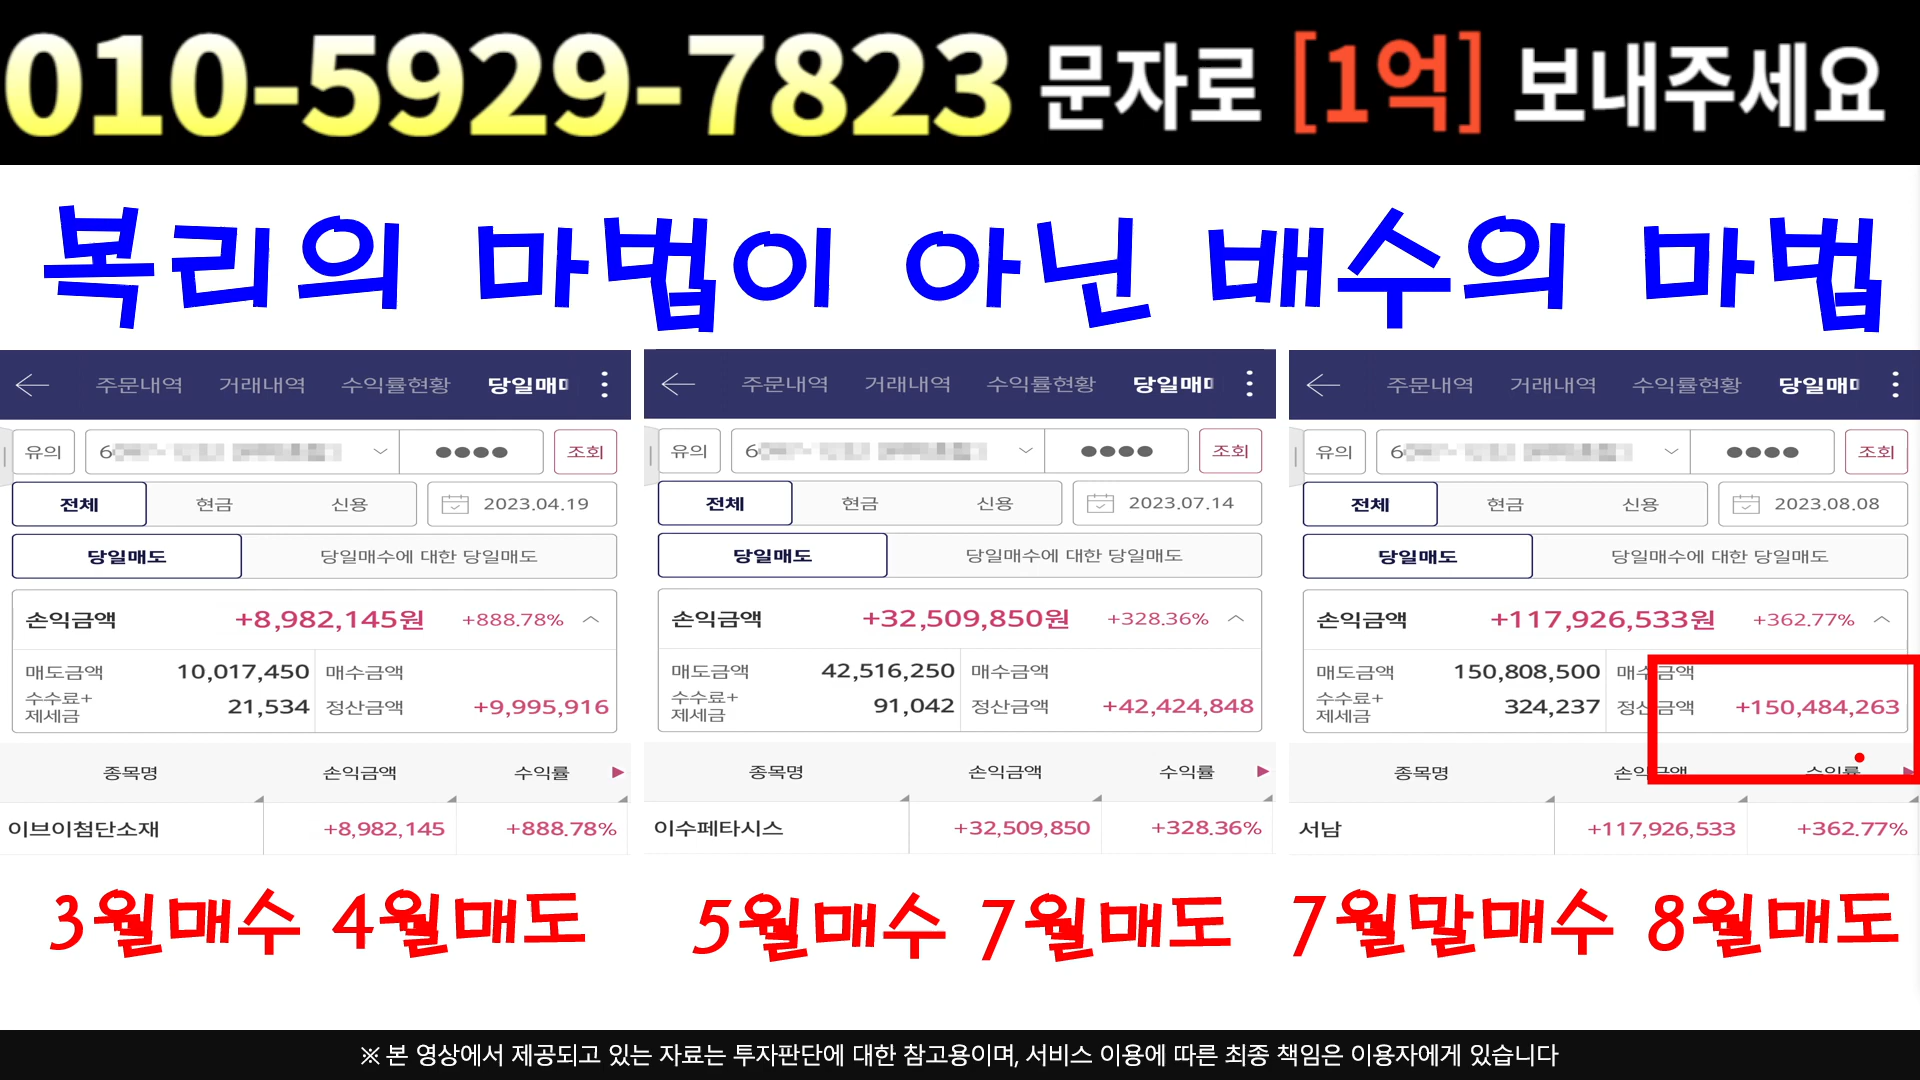 010-5929-7823 문자로 [1억] 보내주세요
복리의 마법이 아닌 배수의 마법
주문내역 거래내역 수익률현황 당일매
유의 6 ●●●● 조회
전체 현금 신용 2023.04.19
당일매도 당일매수에 대한 당일매도
손익금액 +8,982,145원 +888.78%
매도금액 10,017,450 매수금액
수수료+
제세금 21,534 정산금액 +9,995,916
종목명 손익금액 수익률
이브이첨단소재 +8,982,145 +888.78%
3월매수 4월매도
주문내역 거래내역 수익률현황 당일매
유의 6 ●●●● 조회
전체 현금 신용 2023.07.14
당일매도 당일매수에 대한 당일매도
손익금액 +32,509,850원 +328.36%
매도금액 42,516,250 매수금액
수수료+
제세금 91,042 정산금액 +42,424,848
종목명 손익금액 수익률
이수페타시스 +32,509,850 +328.36%
5월매수 7월매도
주문내역 거래내역 수익률현황 당일매
유의 6 ●●●● 조회
전체 현금 신용 2023.08.08
당일매도 당일매수에 대한 당일매도
손익금액 +117,926,533원 +362.77%
매도금액 150,808,500 매수금액
수수료+
제세금 324,237 정산금액 +150,484,263
종목명 손익금액 수익률
서남 +117,926,533 +362.77%
7월말매수 8월매도
※ 본 영상에서 제공되고 있는 자료는 투자판단에 대한 참고용이며, 서비스 이용에 따른 최종 책임은 이용자에게 있습니다